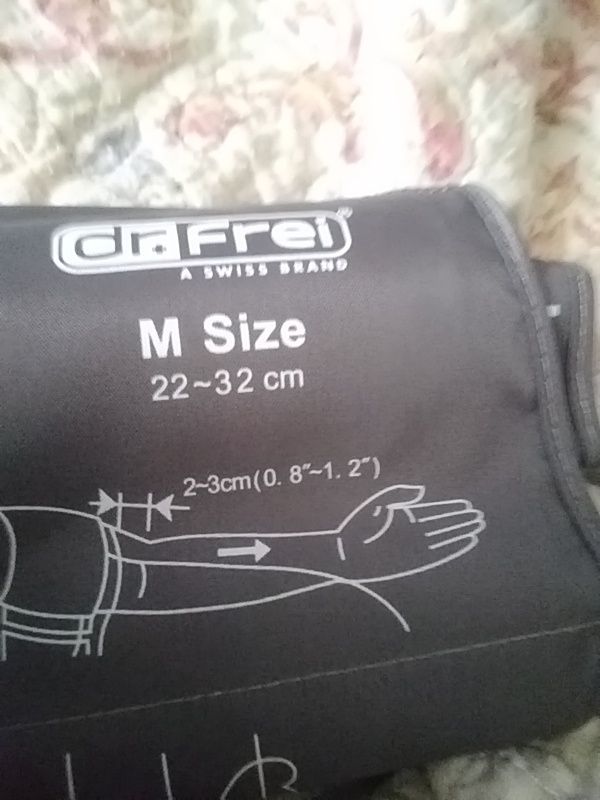 dr.Frei®
A SWISS BRAND
M Size
22~32 cm
2~3cm(0. 8″~1. 2″)